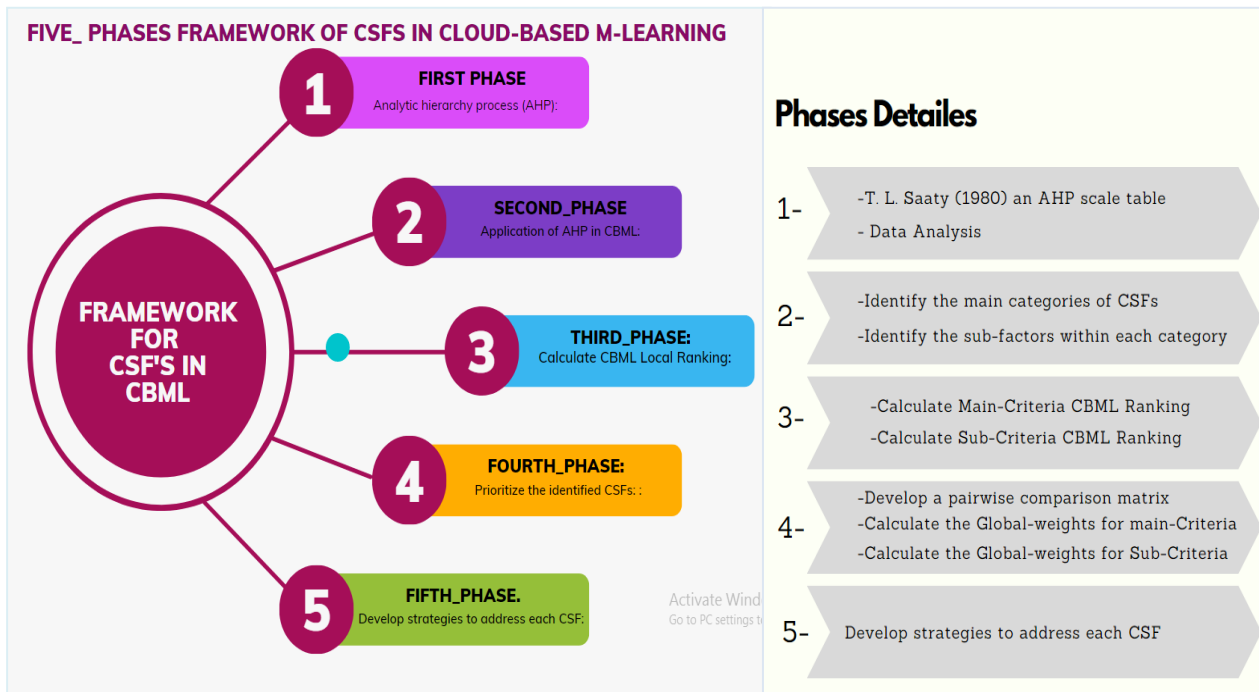 FIVE_ PHASES FRAMEWORK OF CSFS IN CLOUD-BASED M-LEARNING
1
FIRST PHASE
Analytic hierarchy process (AHP):
2
SECOND_PHASE
Application of AHP in CBML:
FRAMEWORK
FOR
CSF'S IN
CBML
3
THIRD_PHASE:
Calculate CBML Local Ranking:
4
FOURTH_PHASE:
Prioritize the identified CSFs: :
5
FIFTH_PHASE.
Develop strategies to address each CSF:
Activate Wind
Go to PC settings t
Phases Detailes
1-
-T. L. Saaty (1980) an AHP scale table
- Data Analysis
2-
-Identify the main categories of CSFs
-Identify the sub-factors within each category
3-
-Calculate Main-Criteria CBML Ranking
-Calculate Sub-Criteria CBML Ranking
4-
-Develop a pairwise comparison matrix
-Calculate the Global-weights for main-Criteria
-Calculate the Global-weights for Sub-Criteria
5-
Develop strategies to address each CSF